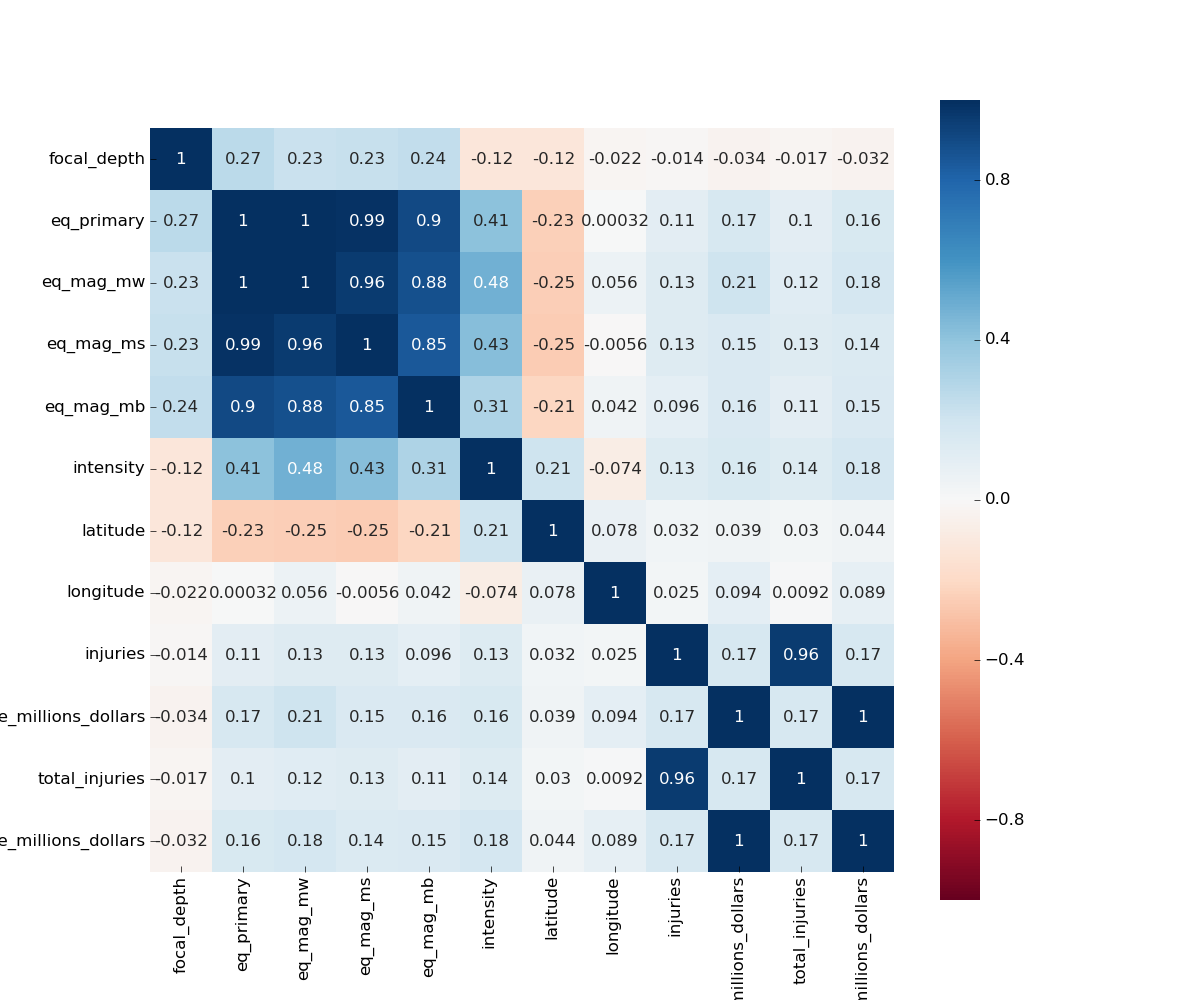 focal_depth 1 0.27 0.23 0.23 0.24 -0.12 -0.12 -0.022 -0.014 -0.034 -0.017 -0.032
eq_primary 0.27 1 1 0.99 0.9 0.41 -0.23 0.00032 0.11 0.17 0.1 0.16
eq_mag_mw 0.23 1 1 0.96 0.88 0.48 -0.25 0.056 0.13 0.21 0.12 0.18
eq_mag_ms 0.23 0.99 0.96 1 0.85 0.43 -0.25 -0.0056 0.13 0.15 0.13 0.14
eq_mag_mb 0.24 0.9 0.88 0.85 1 0.31 -0.21 0.042 0.096 0.16 0.11 0.15
intensity -0.12 0.41 0.48 0.43 0.31 1 0.21 -0.074 0.13 0.16 0.14 0.18
latitude -0.12 -0.23 -0.25 -0.25 -0.21 0.21 1 0.078 0.032 0.039 0.03 0.044
longitude -0.022 0.00032 0.056 -0.0056 0.042 -0.074 0.078 1 0.025 0.094 0.0092 0.089
injuries -0.014 0.11 0.13 0.13 0.096 0.13 0.032 0.025 1 0.17 0.96 0.17
e_millions_dollars -0.034 0.17 0.21 0.15 0.16 0.16 0.039 0.094 0.17 1 0.17 1
total_injuries -0.017 0.1 0.12 0.13 0.11 0.14 0.03 0.0092 0.96 0.17 1 0.17
e_millions_dollars -0.032 0.16 0.18 0.14 0.15 0.18 0.044 0.089 0.17 1 0.17 1
focal_depth
eq_primary
eq_mag_mw
eq_mag_ms
eq_mag_mb
intensity
latitude
longitude
injuries
millions_dollars
total_injuries
millions_dollars
0.8
0.4
0.0
−0.4
−0.8